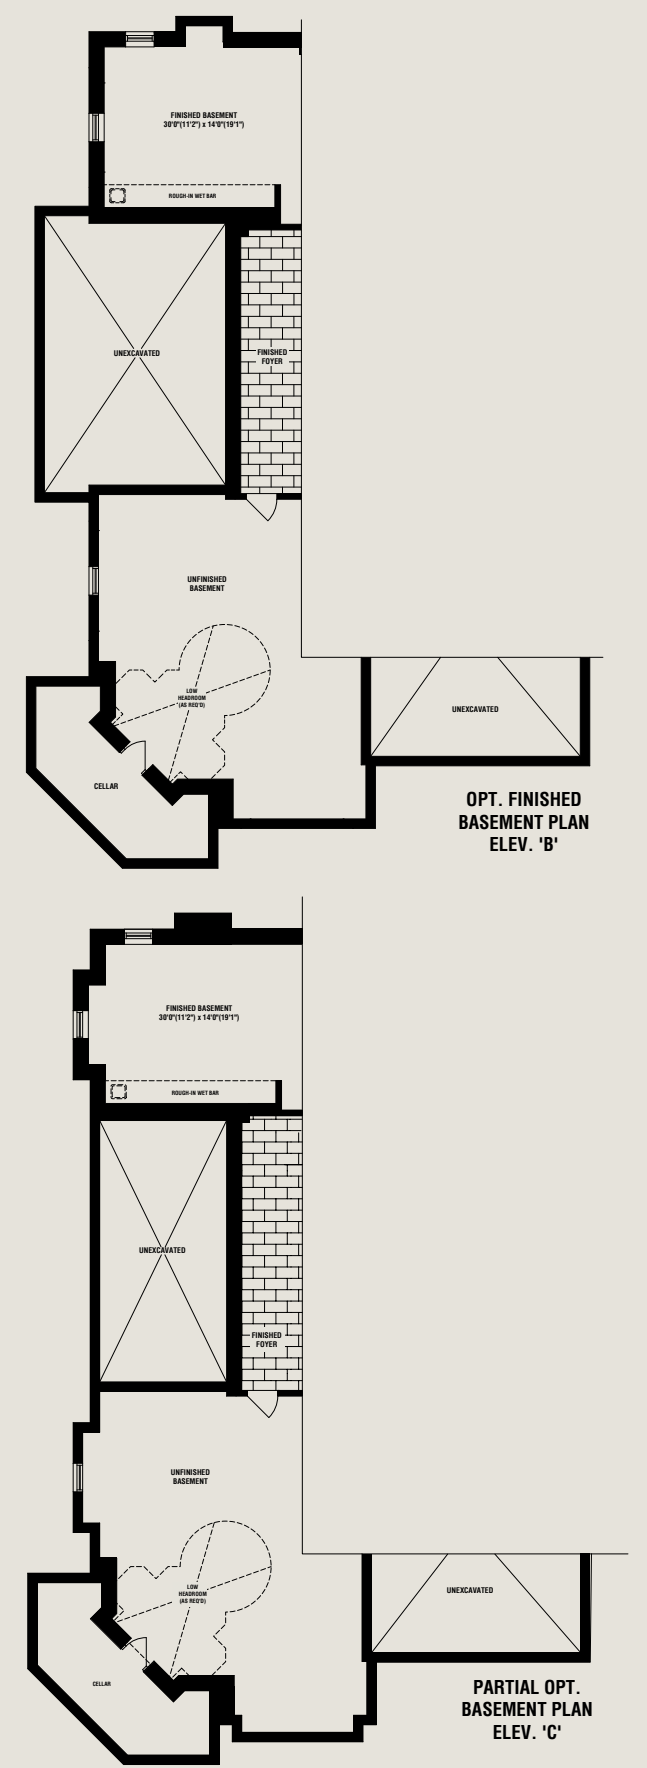 FINISHED BASEMENT
30'0"(11'2") x 14'0"(19'1")
ROUGH-IN WET BAR
UNEXCAVATED
FINISHED
FOYER
UNFINISHED
BASEMENT
LOW
HEADROOM
(AS REQ'D)
UNEXCAVATED
CELLAR
OPT. FINISHED
BASEMENT PLAN
ELEV. 'B'
FINISHED BASEMENT
30'0"(11'2") x 14'0"(19'1")
ROUGH-IN WET BAR
UNEXCAVATED
FINISHED
FOYER
UNFINISHED
BASEMENT
LOW
HEADROOM
(AS REQ'D)
UNEXCAVATED
CELLAR
PARTIAL OPT.
BASEMENT PLAN
ELEV. 'C'